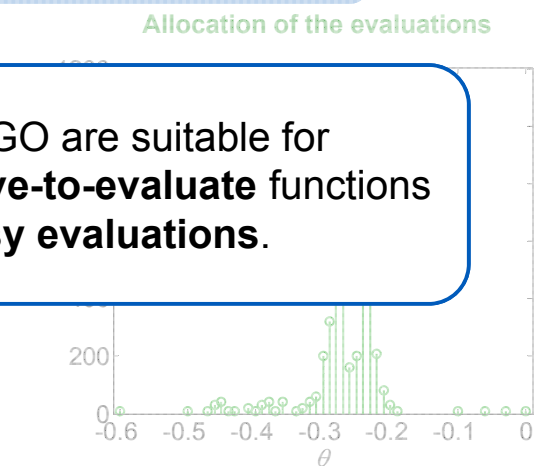 Allocation of the evaluations
GO are suitable for
ve-to-evaluate functions
y evaluations.
200
0
-0.6 -0.5 -0.4 -0.3 -0.2 -0.1 0
θ